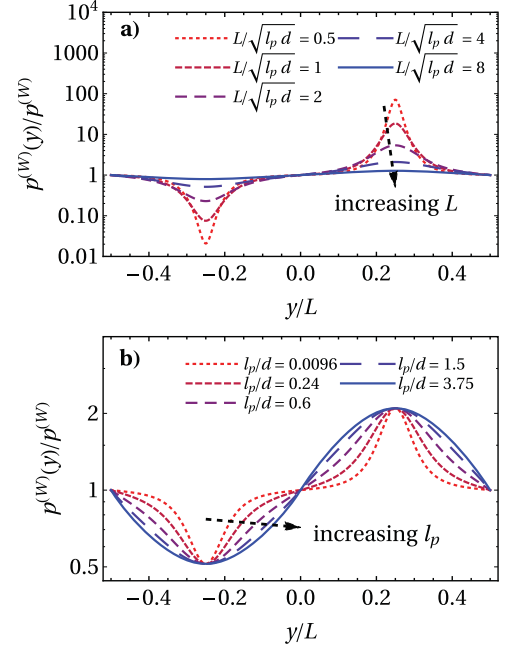 a)
10⁴
1000
100
10
1
0.10
0.01
p^(W)(y)/p^(W)
L/√l_p d = 0.5
L/√l_p d = 1
L/√l_p d = 2
L/√l_p d = 4
L/√l_p d = 8
increasing L
−0.4 −0.2 0.0 0.2 0.4
y/L
b)
2
1
0.5
p^(W)(y)/p^(W)
l_p/d = 0.0096
l_p/d = 0.24
l_p/d = 0.6
l_p/d = 1.5
l_p/d = 3.75
increasing l_p
−0.4 −0.2 0.0 0.2 0.4
y/L